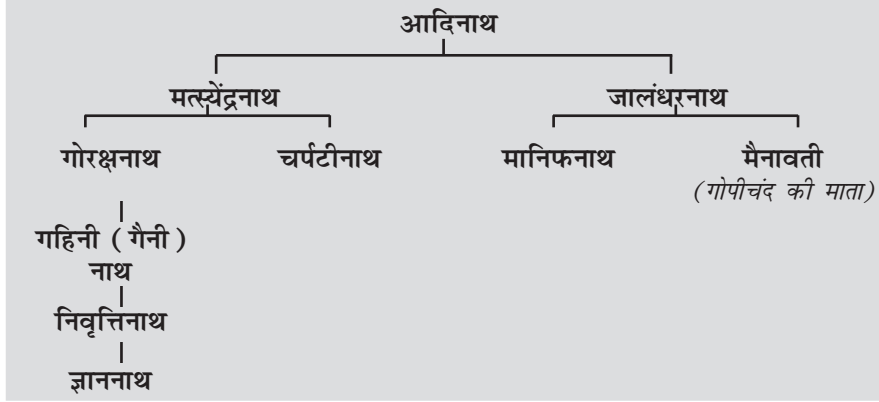 आदिनाथ
मत्स्येंद्रनाथ जालंधरनाथ
गोरक्षनाथ चर्पटीनाथ मानिफनाथ मैनावती
(गोपीचंद की माता)
गहिनी (गैनी)
नाथ
निवृत्तिनाथ
ज्ञाननाथ